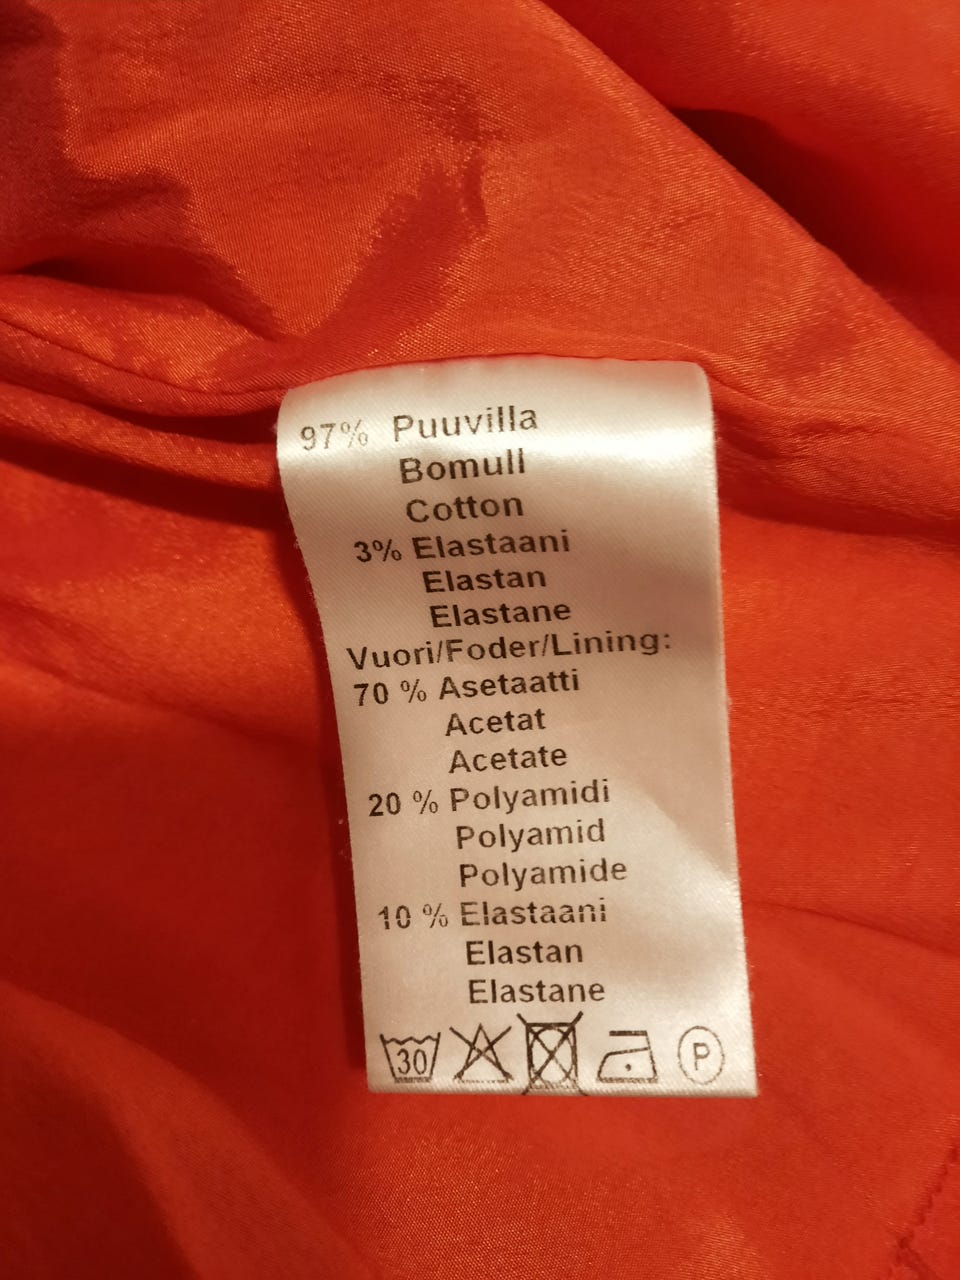 97% Puuvilla
Bomull
Cotton
3% Elastaani
Elastan
Elastane
Vuori/Foder/Lining:
70 % Asetaatti
Acetat
Acetate
20 % Polyamidi
Polyamid
Polyamide
10 % Elastaani
Elastan
Elastane
30 P